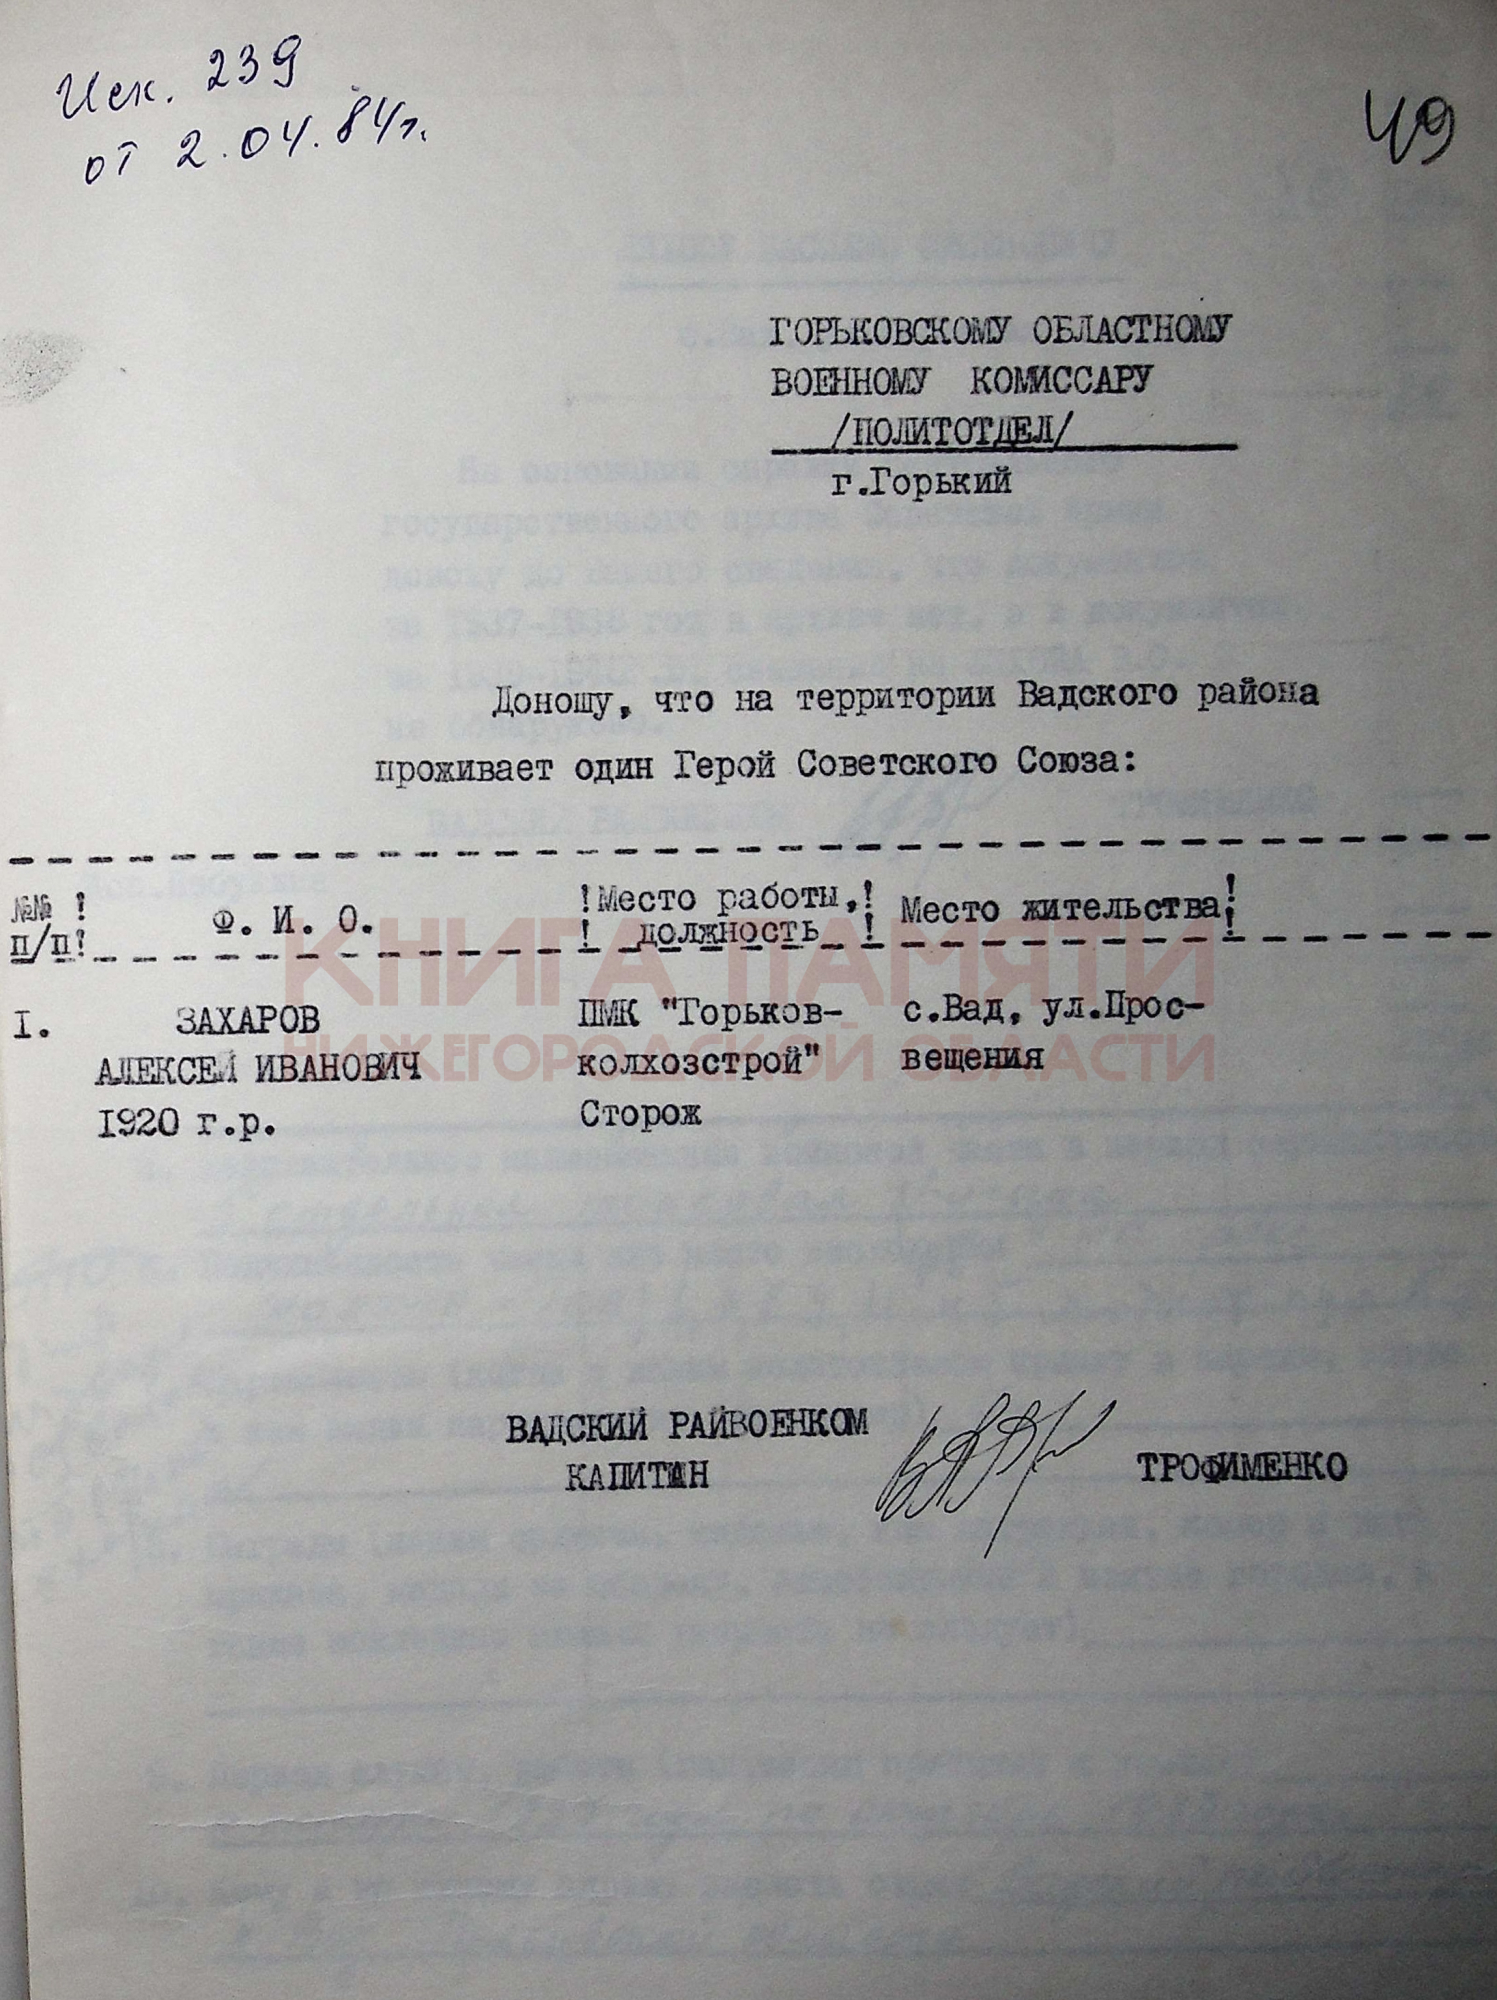 Исх. 239
от 2.04.84г.
49
ГОРЬКОВСКОМУ ОБЛАСТНОМУ
ВОЕННОМУ КОМИССАРУ
/ПОЛИТОТДЕЛ/
г.Горький
Доношу, что на территории Вадского района
проживает один Герой Советского Союза:
№№ ! Ф. И. О. !Место работы,! Место жительства!
п/п! ! должность !
КНИГА ПАМЯТИ
НИЖЕГОРОДСКОЙ ОБЛАСТИ
I. ЗАХАРОВ ПМК "Горьков- с.Вад, ул.Прос-
АЛЕКСЕЙ ИВАНОВИЧ колхозстрой" вещения
I920 г.р. Сторож
ВАДСКИЙ РАЙВОЕНКОМ
КАПИТАН ТРОФИМЕНКО